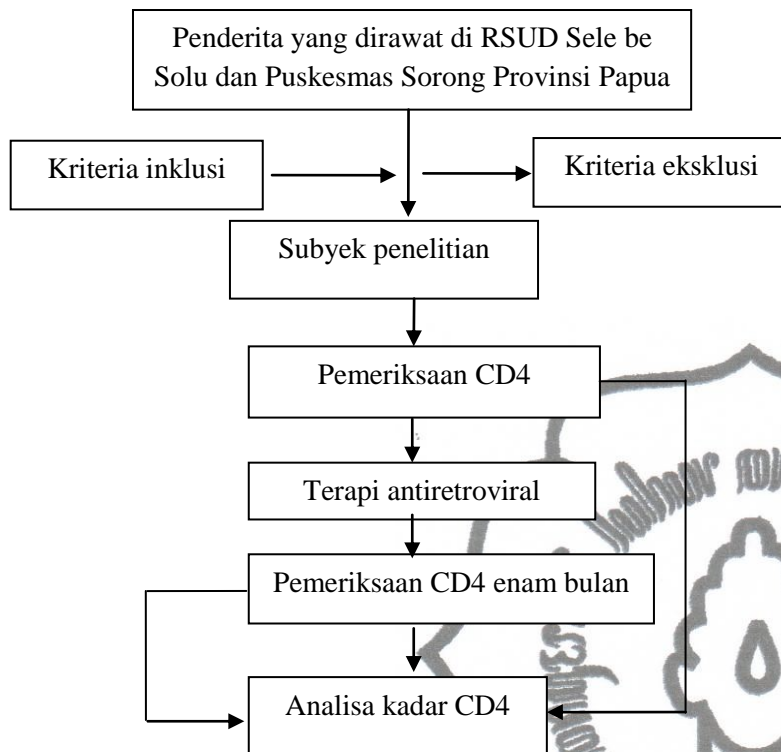 Penderita yang dirawat di RSUD Sele be
Solu dan Puskesmas Sorong Provinsi Papua
Kriteria inklusi
Kriteria eksklusi
Subyek penelitian
Pemeriksaan CD4
Terapi antiretroviral
Pemeriksaan CD4 enam bulan
Analisa kadar CD4